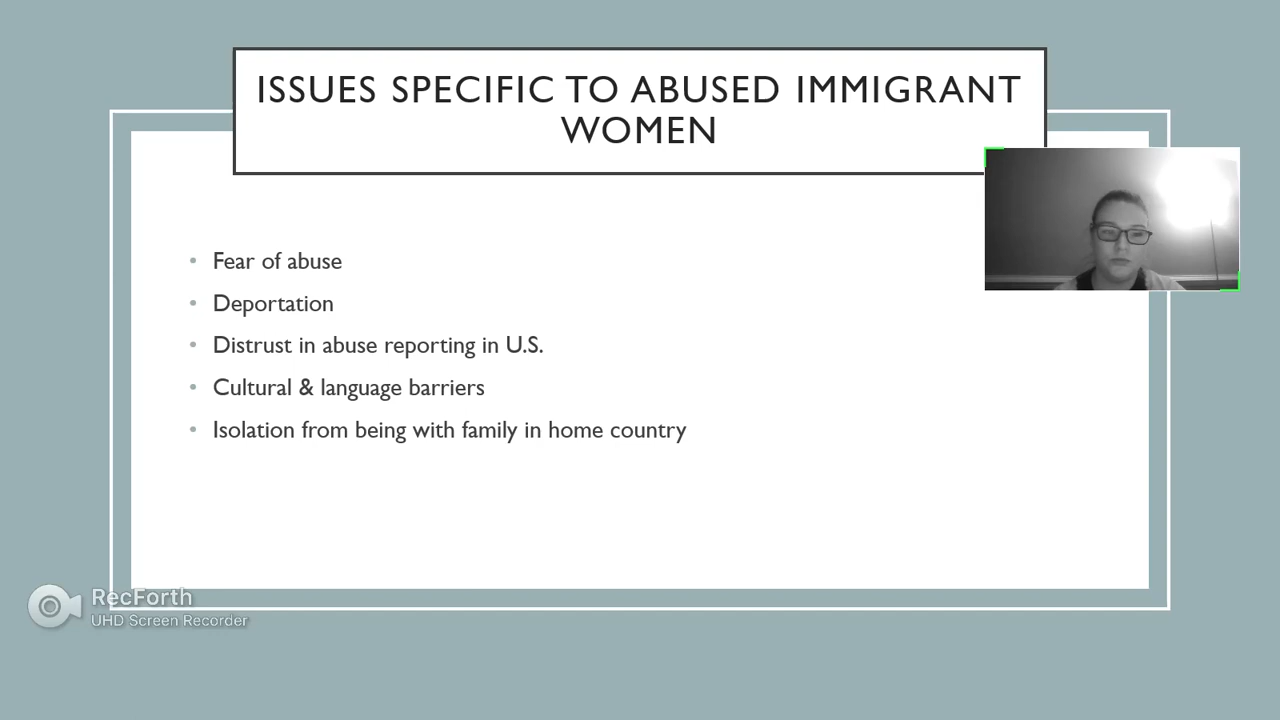 ISSUES SPECIFIC TO ABUSED IMMIGRANT
WOMEN
• Fear of abuse
• Deportation
• Distrust in abuse reporting in U.S.
• Cultural & language barriers
• Isolation from being with family in home country
RecForth
UHD Screen Recorder